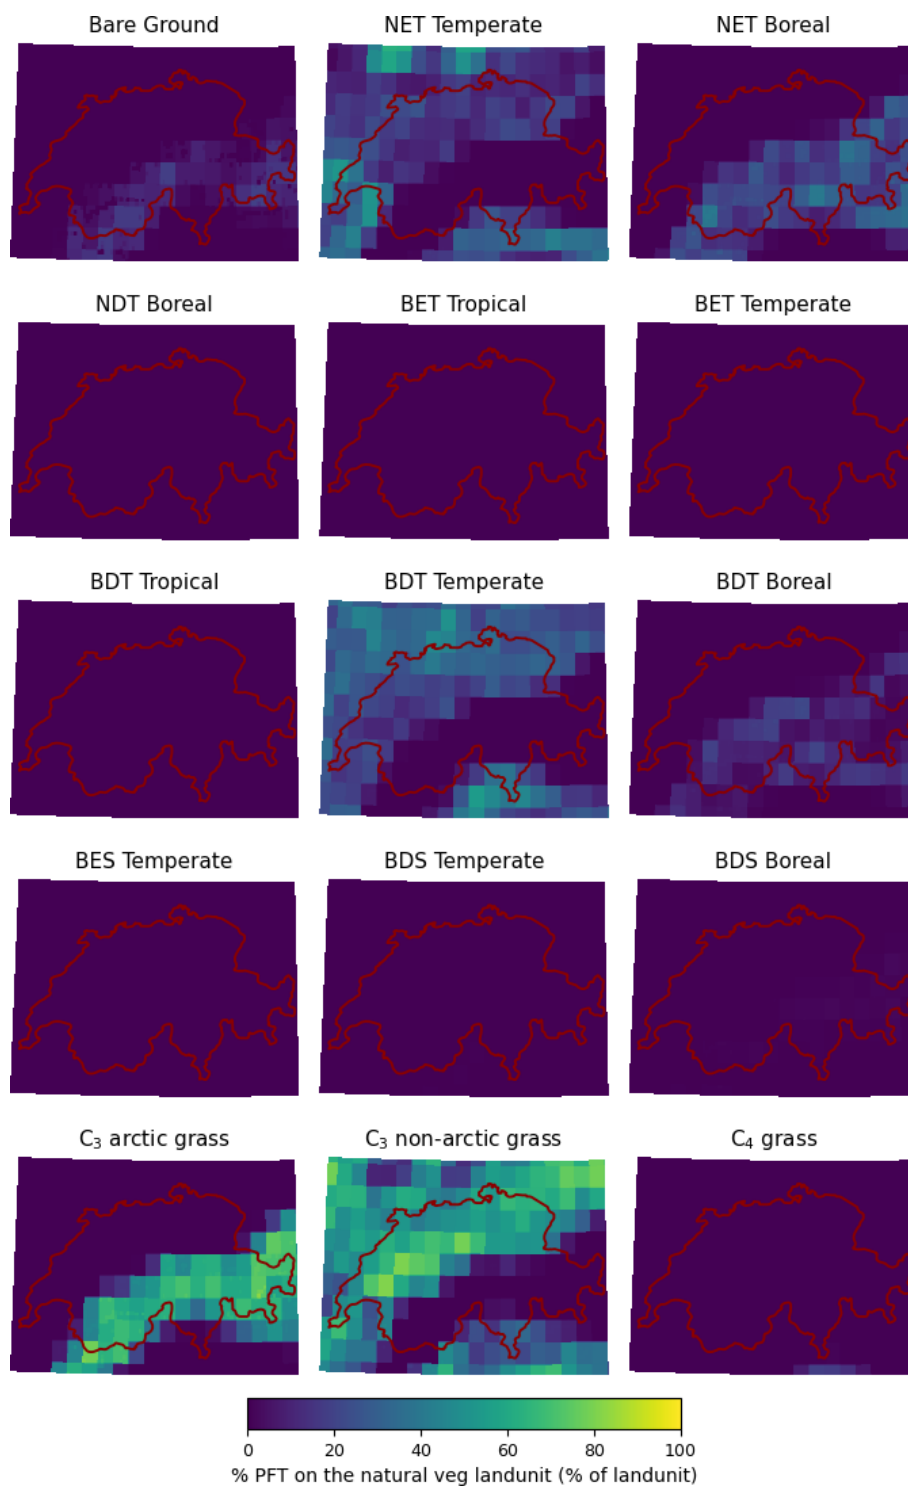 Bare Ground NET Temperate NET Boreal
NDT Boreal BET Tropical BET Temperate
BDT Tropical BDT Temperate BDT Boreal
BES Temperate BDS Temperate BDS Boreal
C₃ arctic grass C₃ non-arctic grass C₄ grass
0 20 40 60 80 100
% PFT on the natural veg landunit (% of landunit)